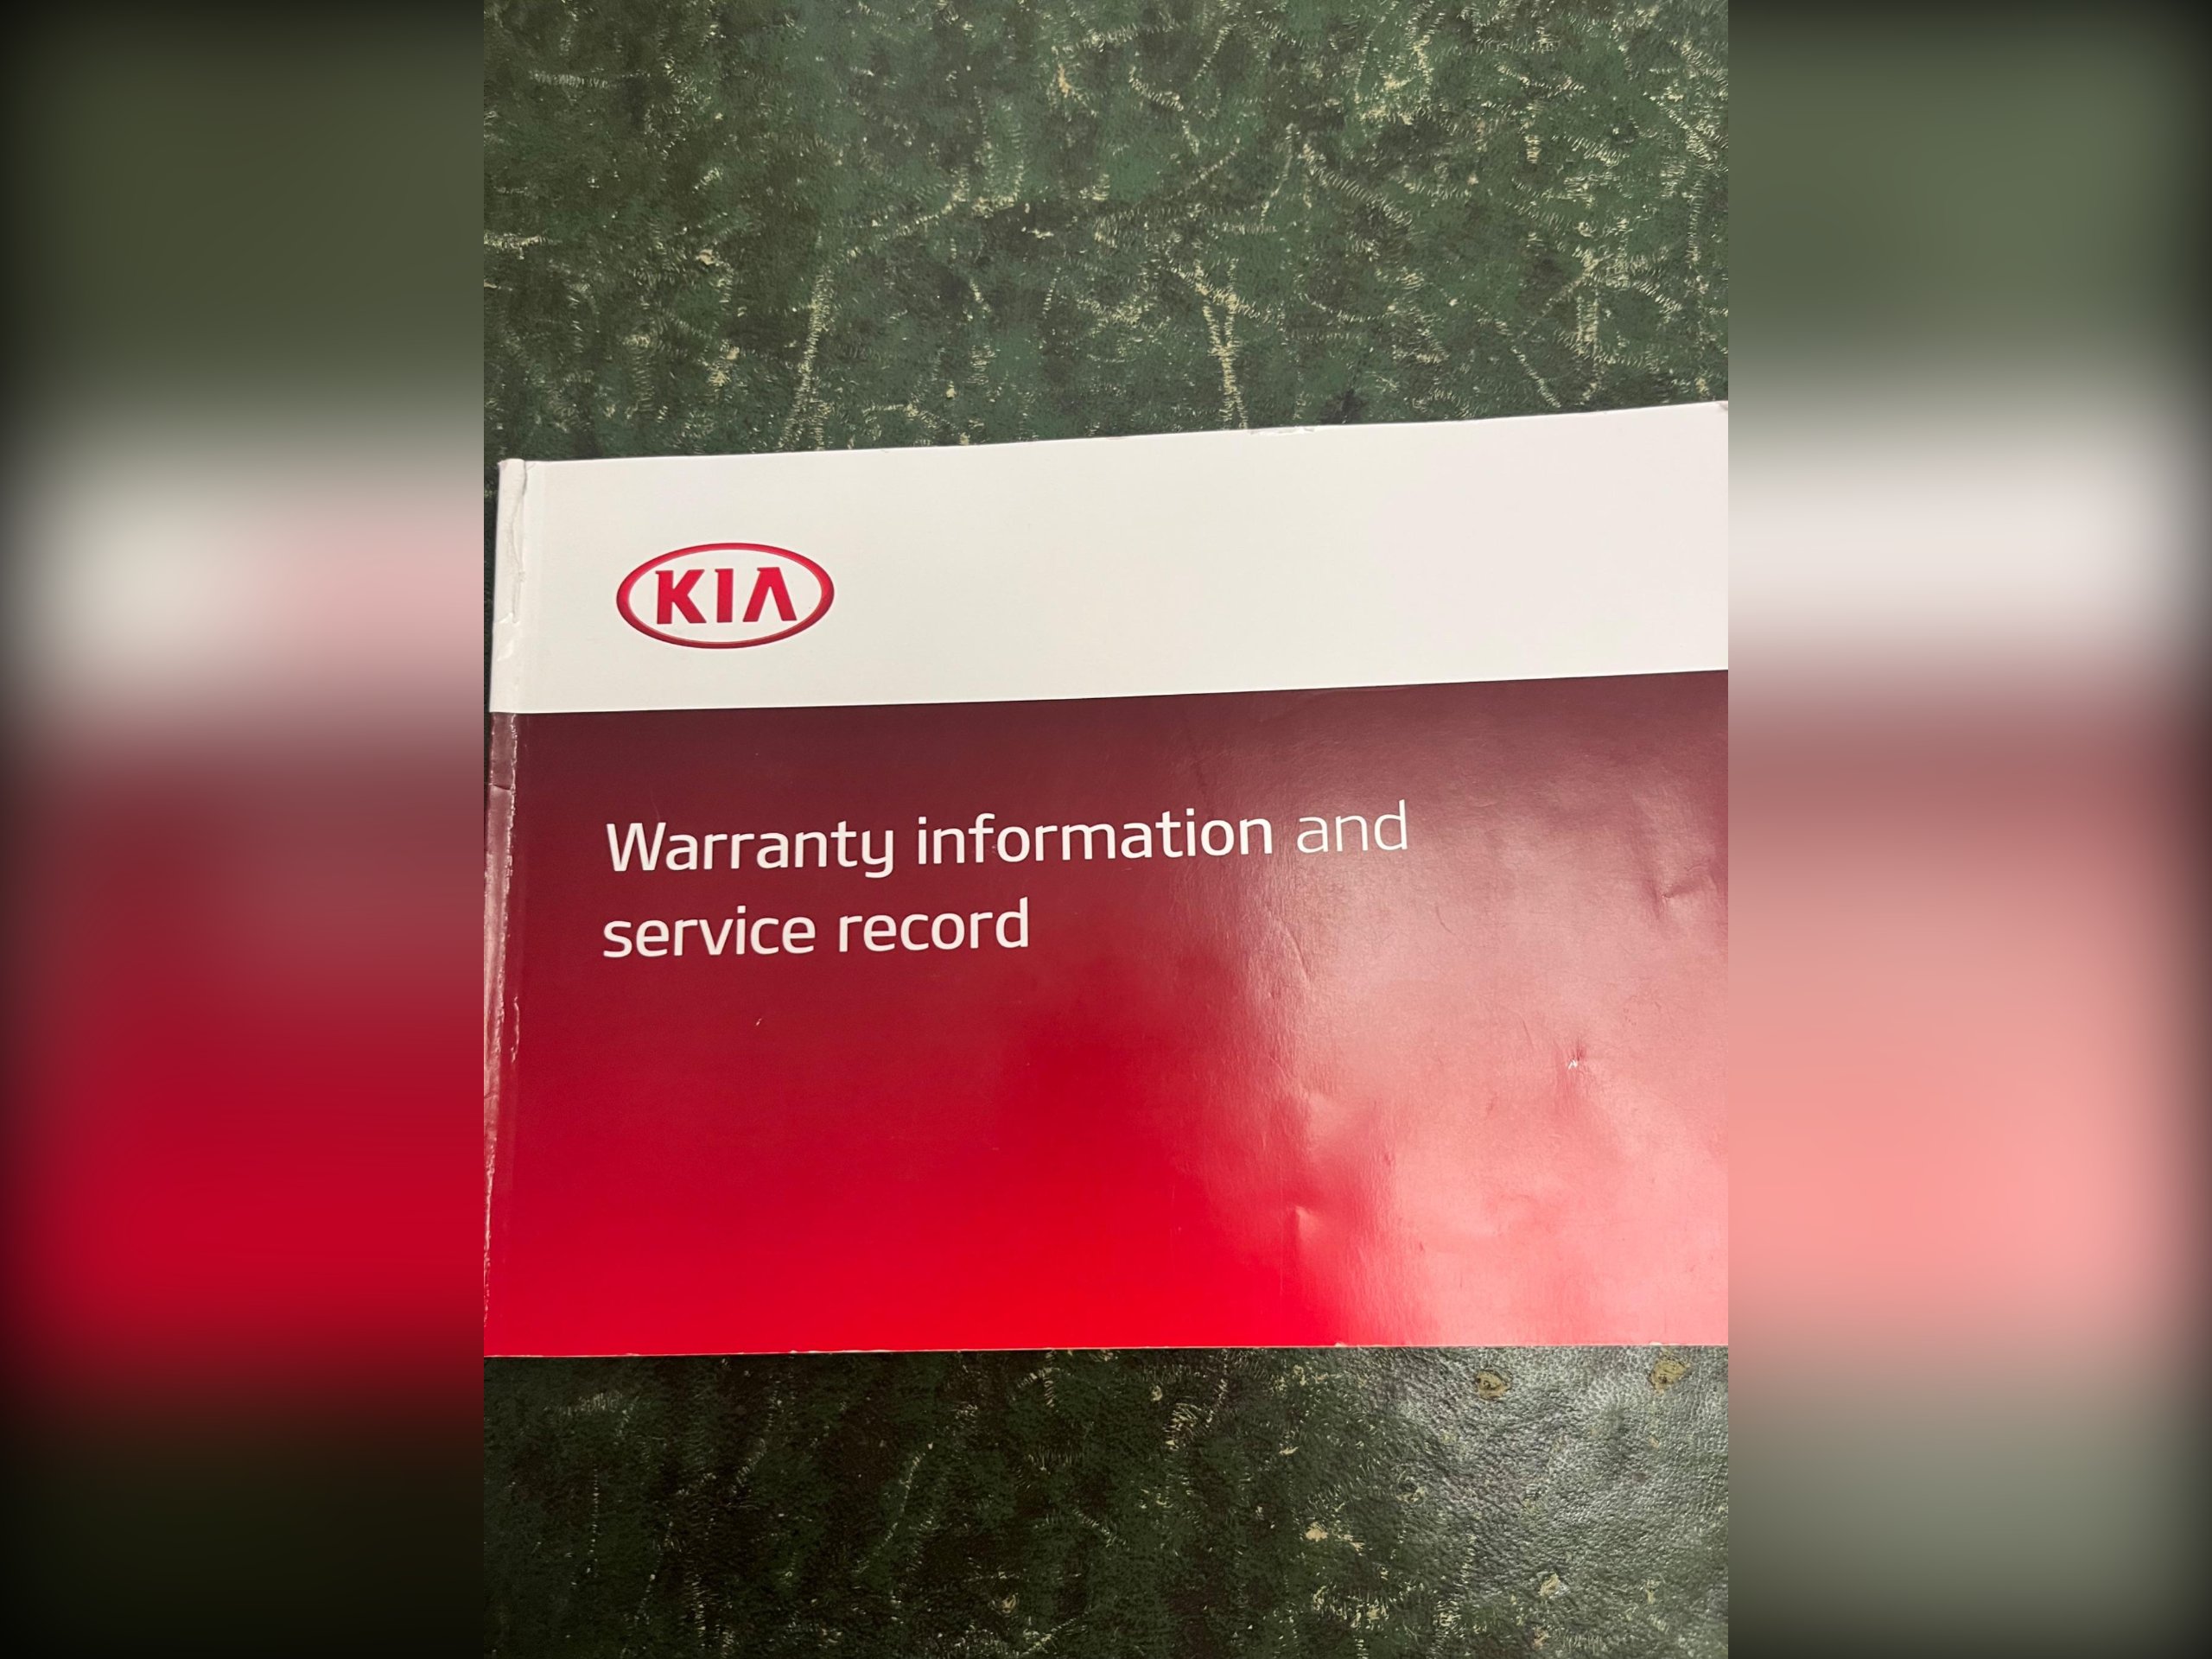 KIA
Warranty information and
service record